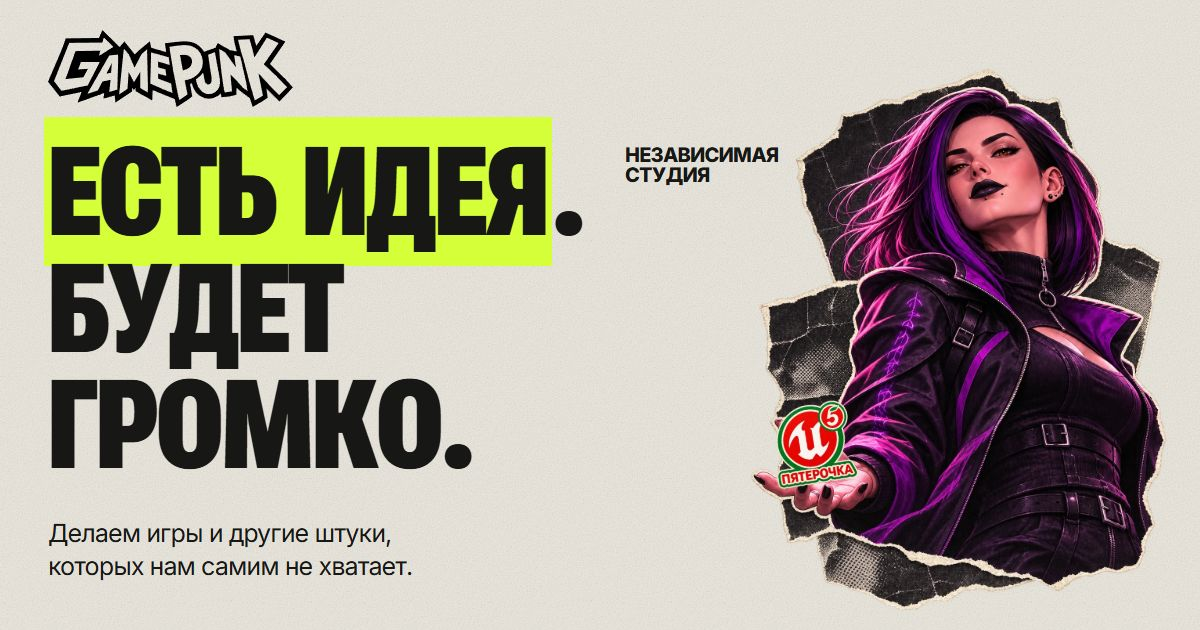 GAMEPUNK
ЕСТЬ ИДЕЯ.
БУДЕТ
ГРОМКО.
НЕЗАВИСИМАЯ
СТУДИЯ
5
ПЯТЕРОЧКА
Делаем игры и другие штуки,
которых нам самим не хватает.